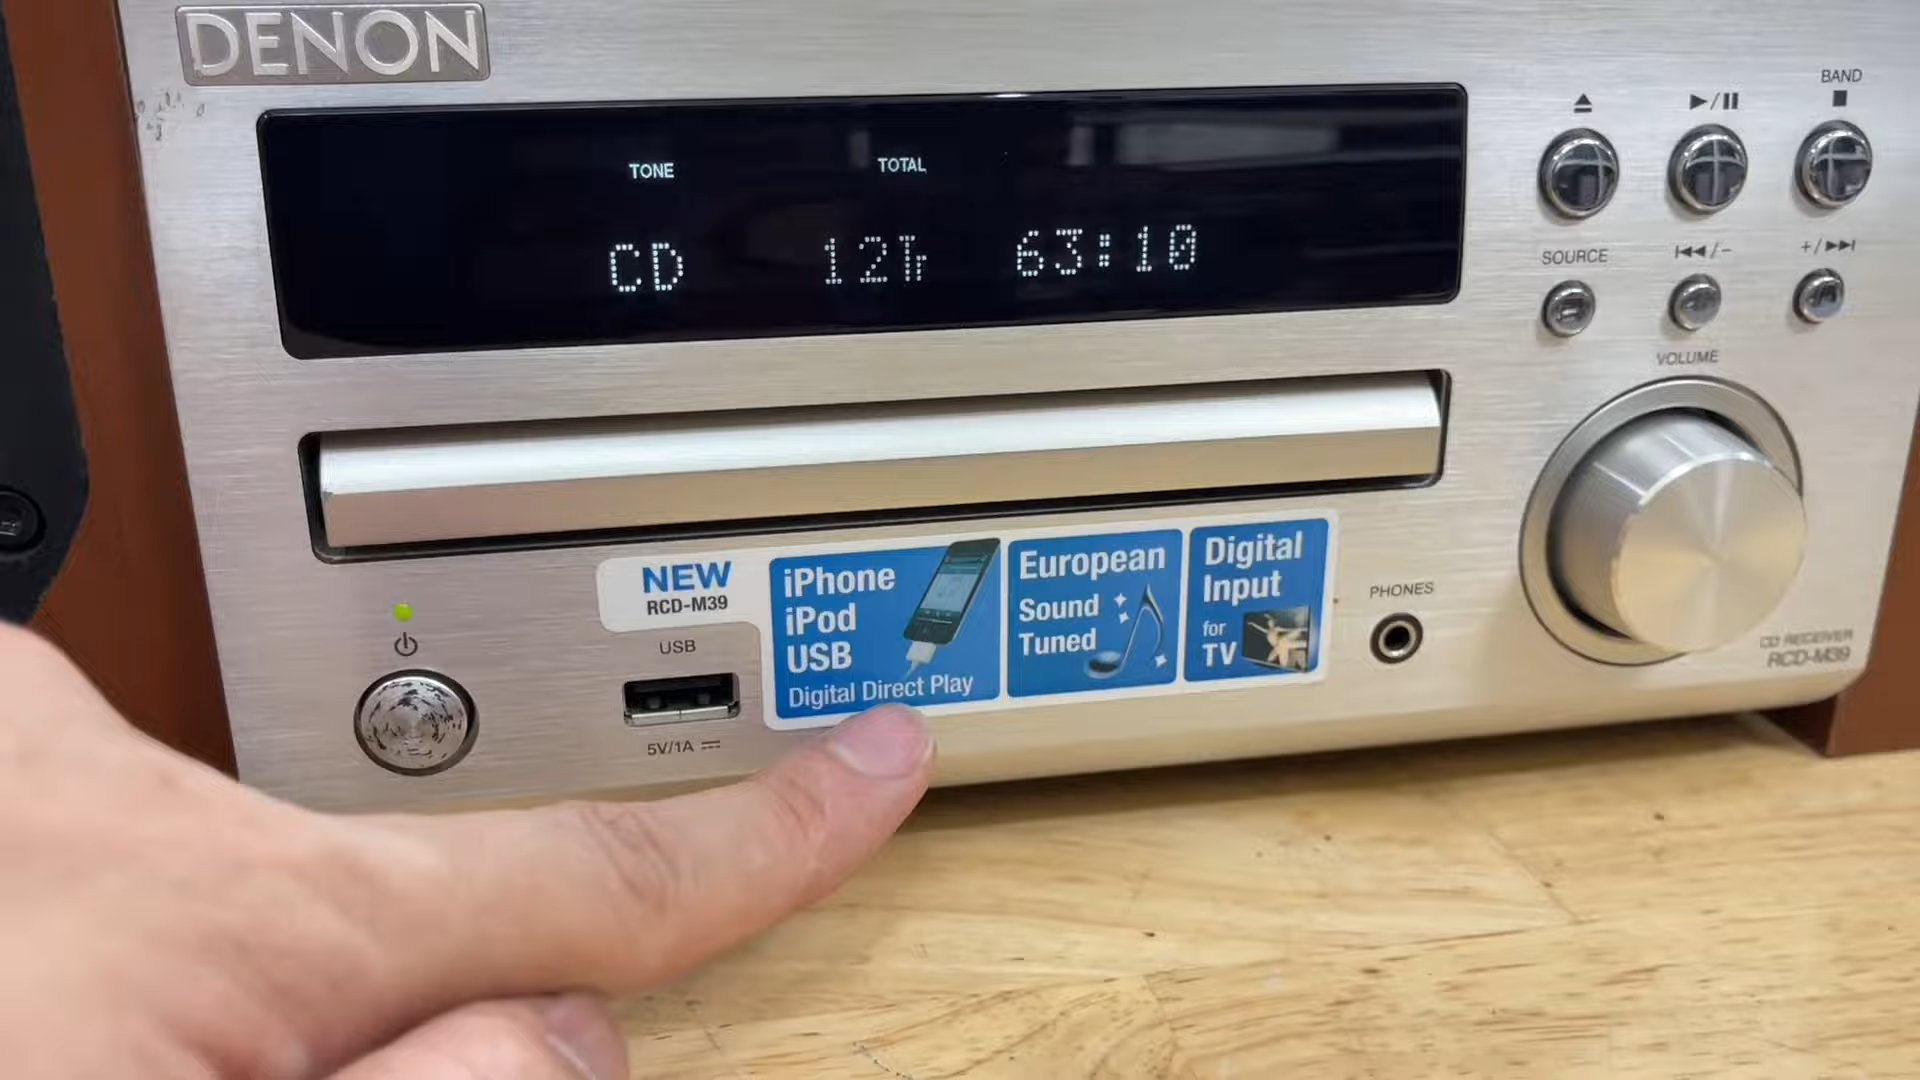 DENON
TONE
TOTAL
CD 12Tr 63:10
BAND
SOURCE
VOLUME
NEW
RCD-M39
iPhone
iPod
USB
Digital Direct Play
European
Sound
Tuned
Digital
Input
for
TV
USB
5V/1A
PHONES
CD RECEIVER
RCD-M39